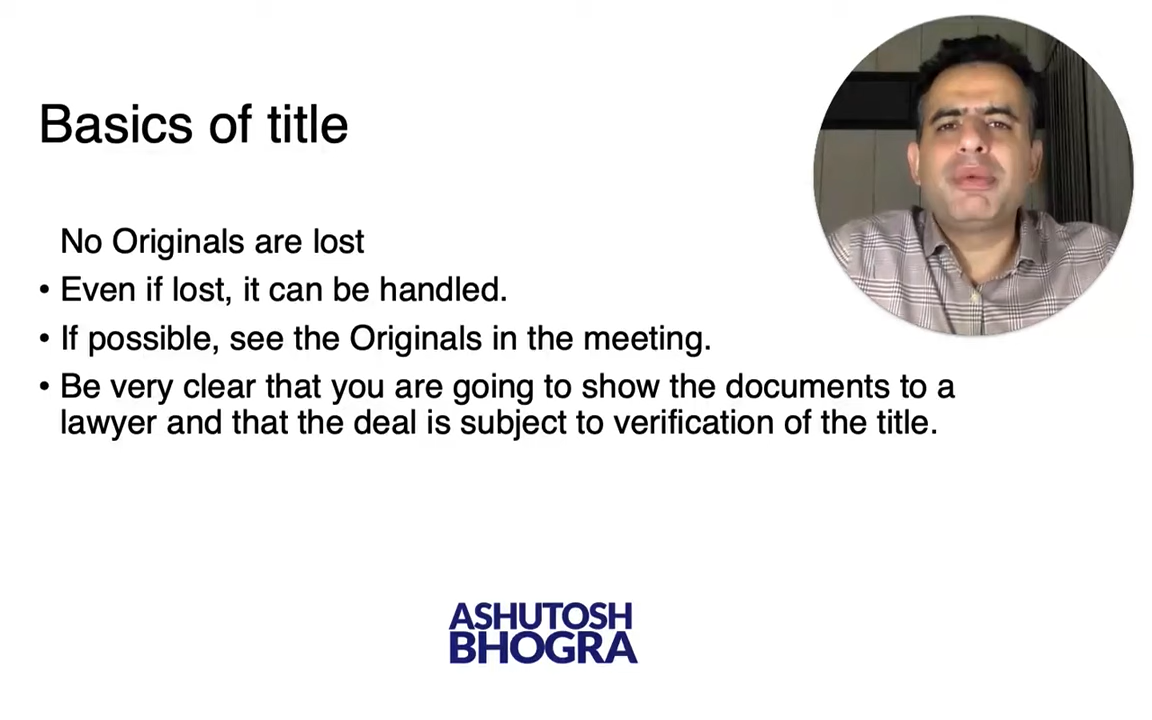 Basics of title
No Originals are lost
• Even if lost, it can be handled.
• If possible, see the Originals in the meeting.
• Be very clear that you are going to show the documents to a
lawyer and that the deal is subject to verification of the title.
ASHUTOSH
BHOGRA